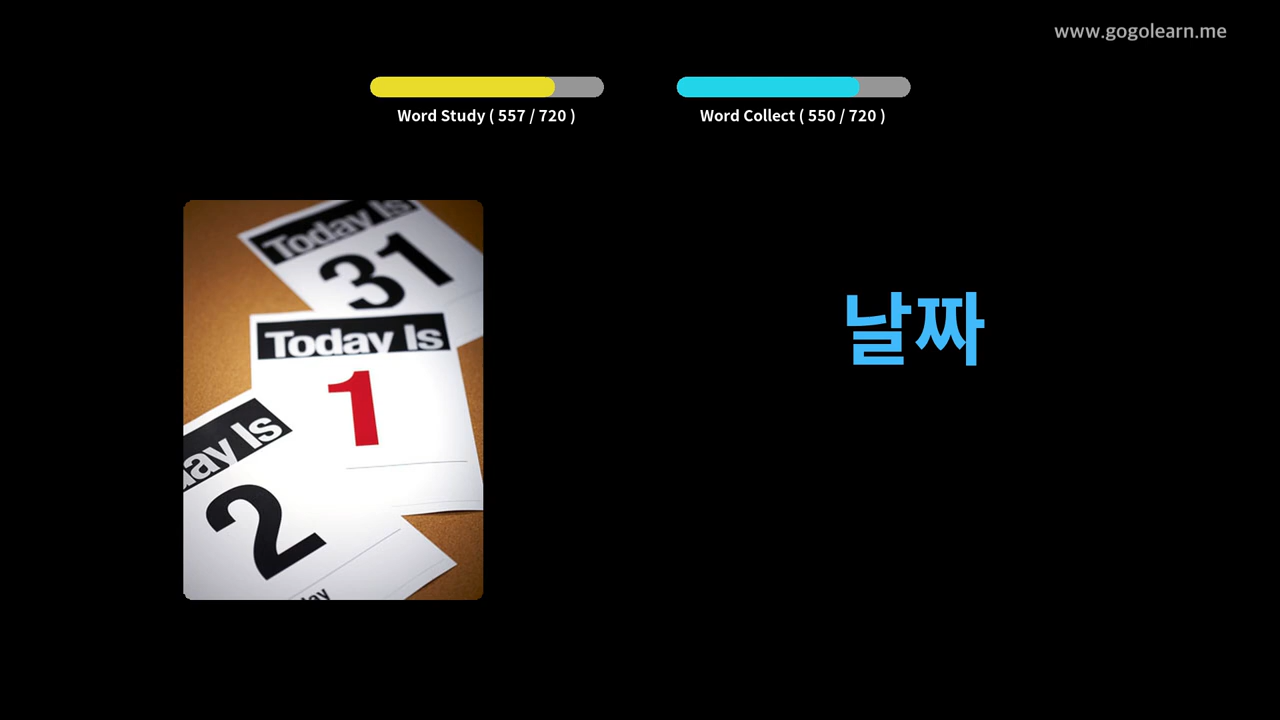 www.gogolearn.me
Word Study ( 557 / 720 )
Word Collect ( 550 / 720 )
Today Is
31
Today Is
1
ay Is
2
날짜